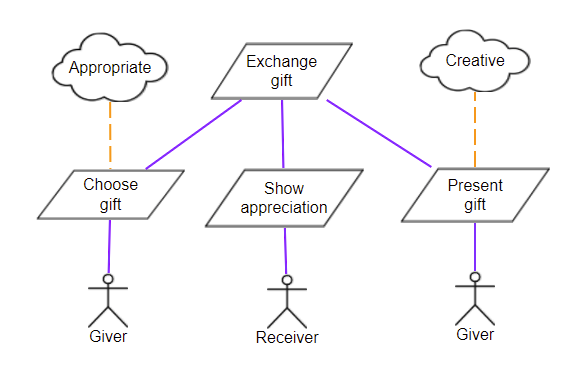 Appropriate
Exchange
gift
Creative
Choose
gift
Show
appreciation
Present
gift
Giver
Receiver
Giver